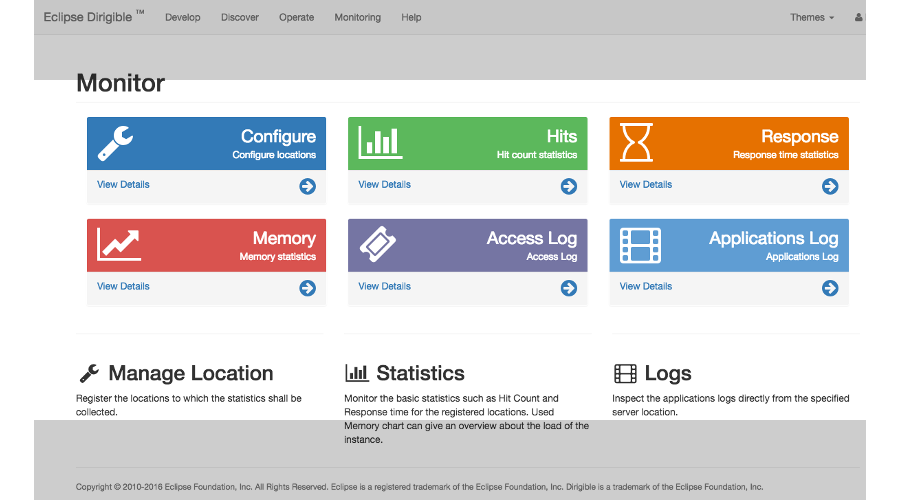 Eclipse Dirigible ™ Develop Discover Operate Monitoring Help Themes
Monitor
Configure
Configure locations
View Details
Hits
Hit count statistics
View Details
Response
Response time statistics
View Details
Memory
Memory statistics
View Details
Access Log
Access Log
View Details
Applications Log
Applications Log
View Details
Manage Location
Register the locations to which the statistics shall be
collected.
Statistics
Monitor the basic statistics such as Hit Count and
Response time for the registered locations. Used
Memory chart can give an overview about the load of the
instance.
Logs
Inspect the applications logs directly from the specified
server location.
Copyright © 2010-2016 Eclipse Foundation, Inc. All Rights Reserved. Eclipse is a registered trademark of the Eclipse Foundation, Inc. Dirigible is a trademark of the Eclipse Foundation, Inc.